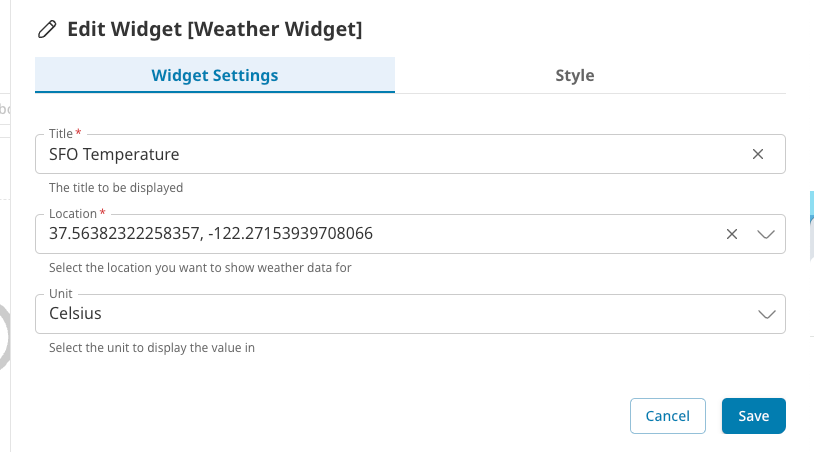 Edit Widget [Weather Widget]
Widget Settings
Style
Title *
SFO Temperature
The title to be displayed
Location *
37.56382322258357, -122.27153939708066
Select the location you want to show weather data for
Unit
Celsius
Select the unit to display the value in
Cancel
Save